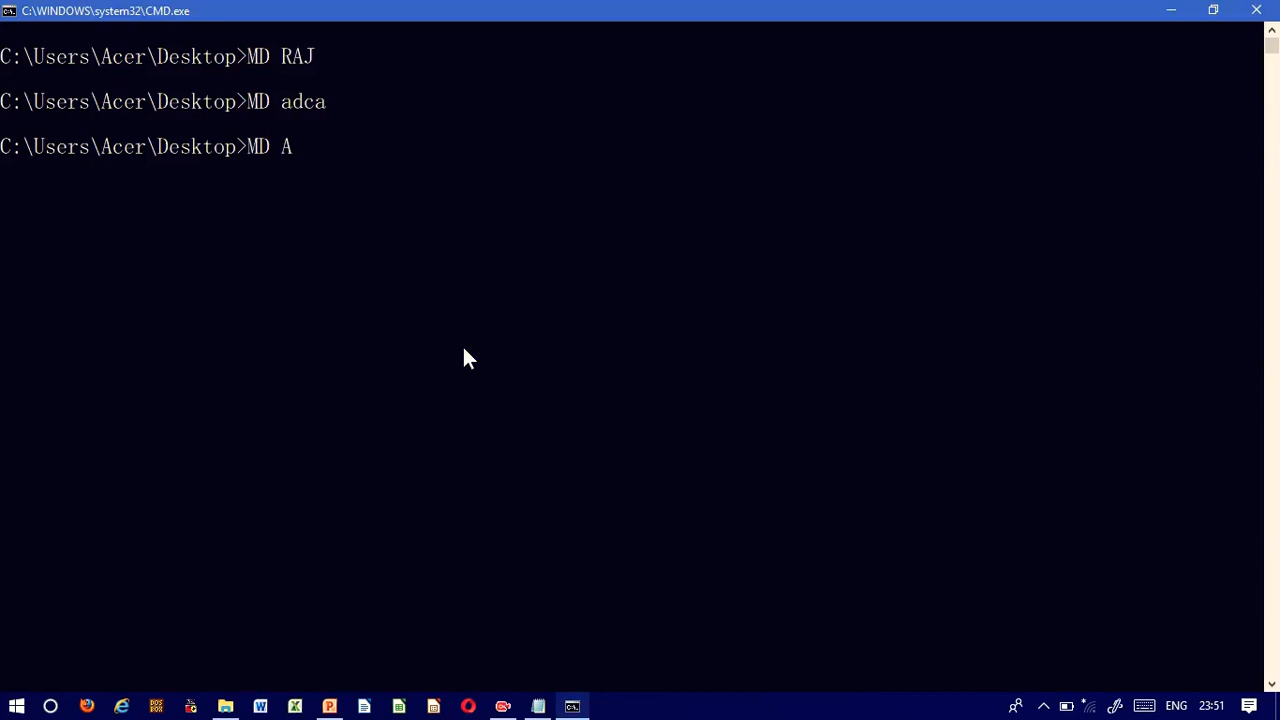 C:\WINDOWS\system32\CMD.exe
C:\Users\Acer\Desktop>MD RAJ
C:\Users\Acer\Desktop>MD adca
C:\Users\Acer\Desktop>MD A
ENG 23:51